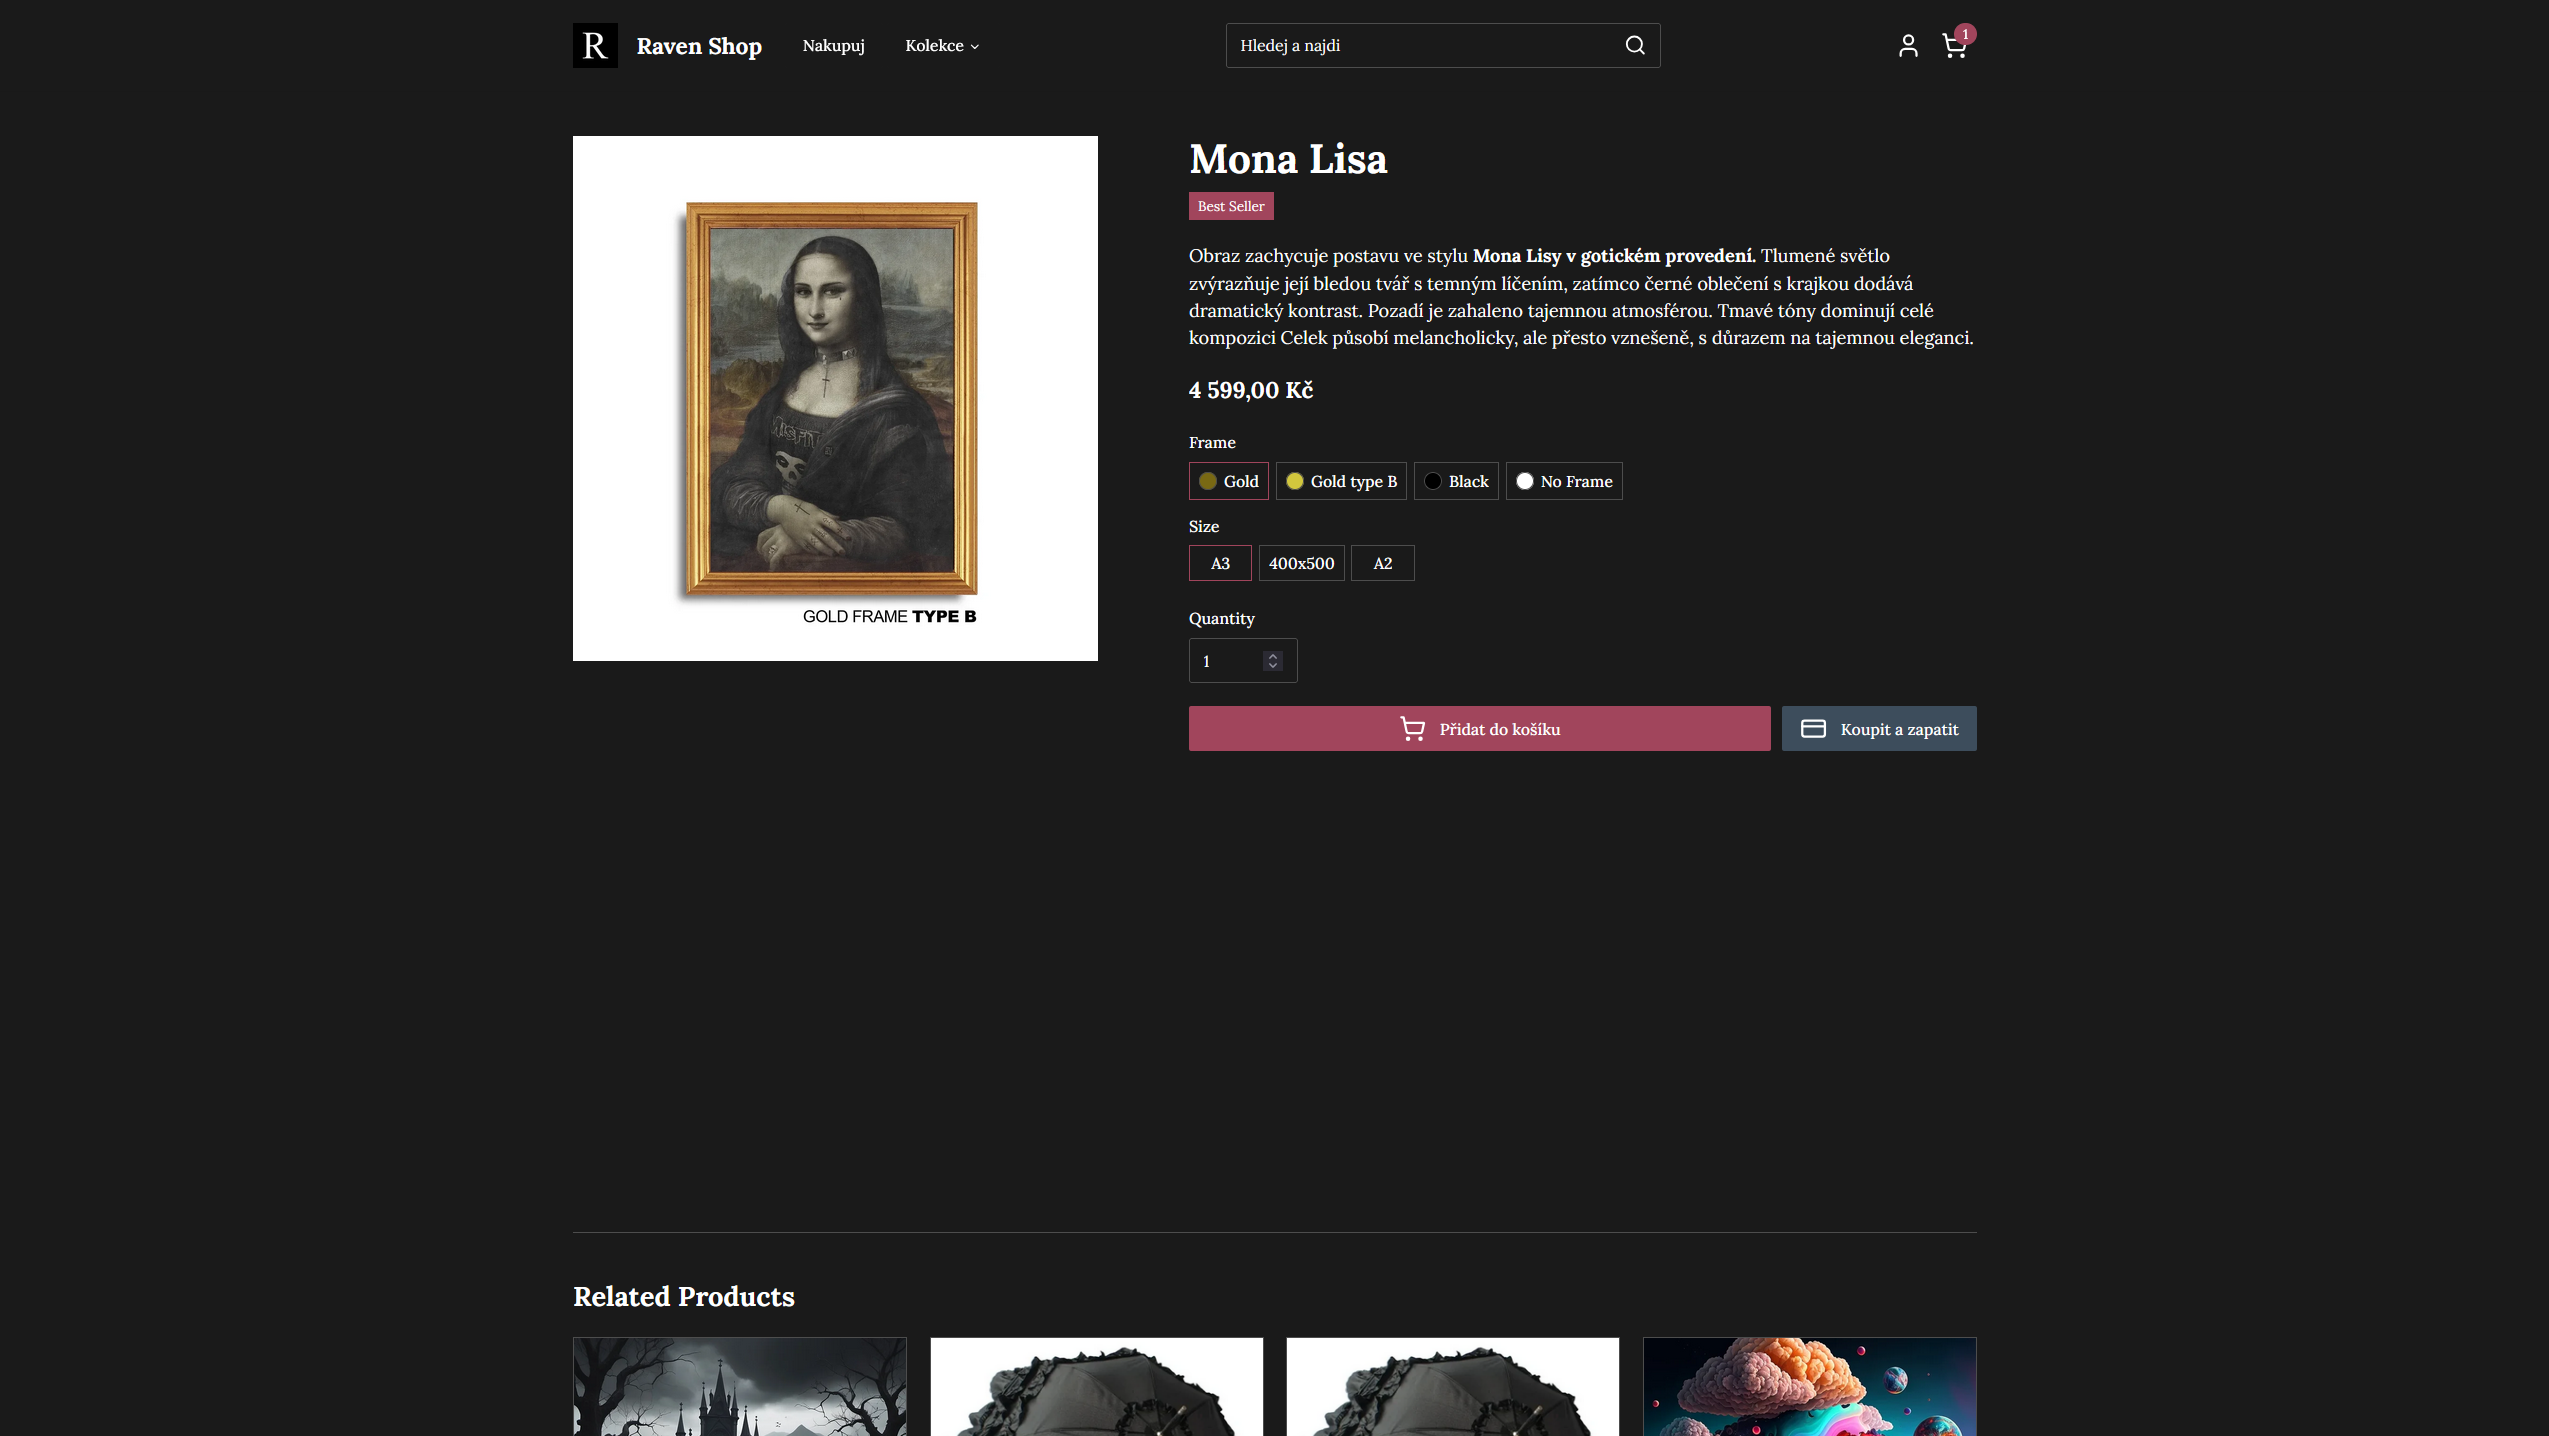 R
Raven Shop
Nakupuj
Kolekce
Hledej a najdi
1
Mona Lisa
Best Seller
Obraz zachycuje postavu ve stylu Mona Lisy v gotickém provedení. Tlumené světlo
zvýrazňuje její bledou tvář s temným líčením, zatímco černé oblečení s krajkou dodává
dramatický kontrast. Pozadí je zahaleno tajemnou atmosférou. Tmavé tóny dominují celé
kompozici Celek působí melancholicky, ale přesto vznešeně, s důrazem na tajemnou eleganci.
4 599,00 Kč
Frame
Gold
Gold type B
Black
No Frame
Size
A3
400x500
A2
Quantity
1
Přidat do košíku
Koupit a zapatit
GOLD FRAME TYPE B
Related Products